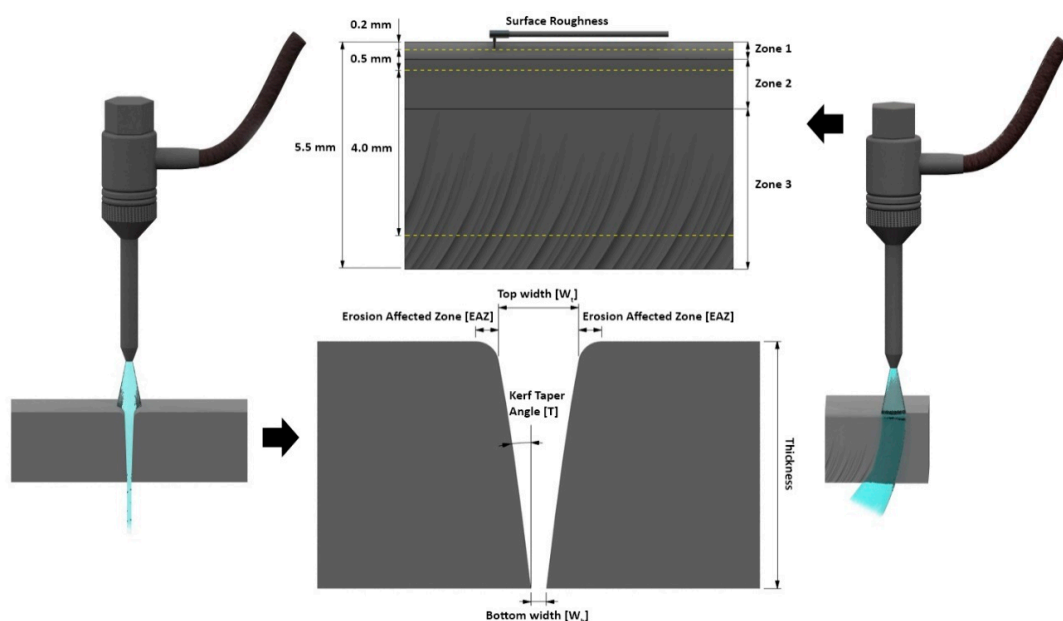 Surface Roughness
0.2 mm
0.5 mm
5.5 mm
4.0 mm
Zone 1
Zone 2
Zone 3
Top width [Wₜ]
Erosion Affected Zone [EAZ]
Erosion Affected Zone [EAZ]
Kerf Taper
Angle [T]
Thickness
Bottom width